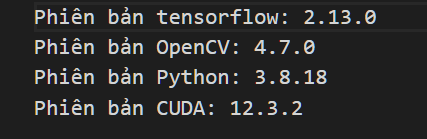 Phiên bản tensorflow: 2.13.0
Phiên bản OpenCV: 4.7.0
Phiên bản Python: 3.8.18
Phiên bản CUDA: 12.3.2